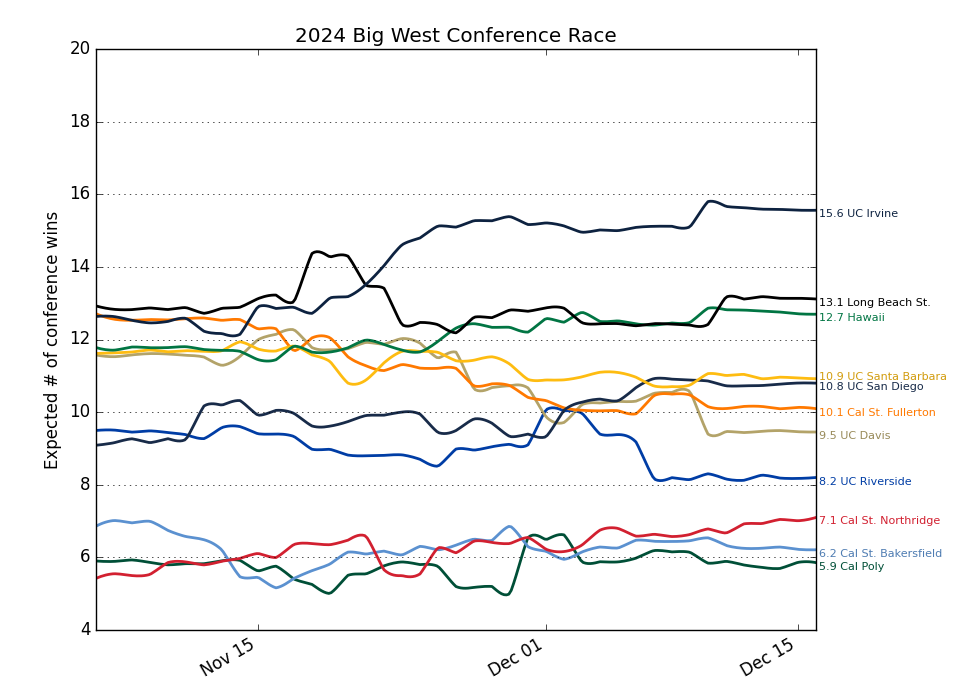 2024 Big West Conference Race
Expected # of conference wins
20
18
16
14
12
10
8
6
4
Nov 15
Dec 01
Dec 15
15.6 UC Irvine
13.1 Long Beach St.
12.7 Hawaii
10.9 UC Santa Barbara
10.8 UC San Diego
10.1 Cal St. Fullerton
9.5 UC Davis
8.2 UC Riverside
7.1 Cal St. Northridge
6.2 Cal St. Bakersfield
5.9 Cal Poly